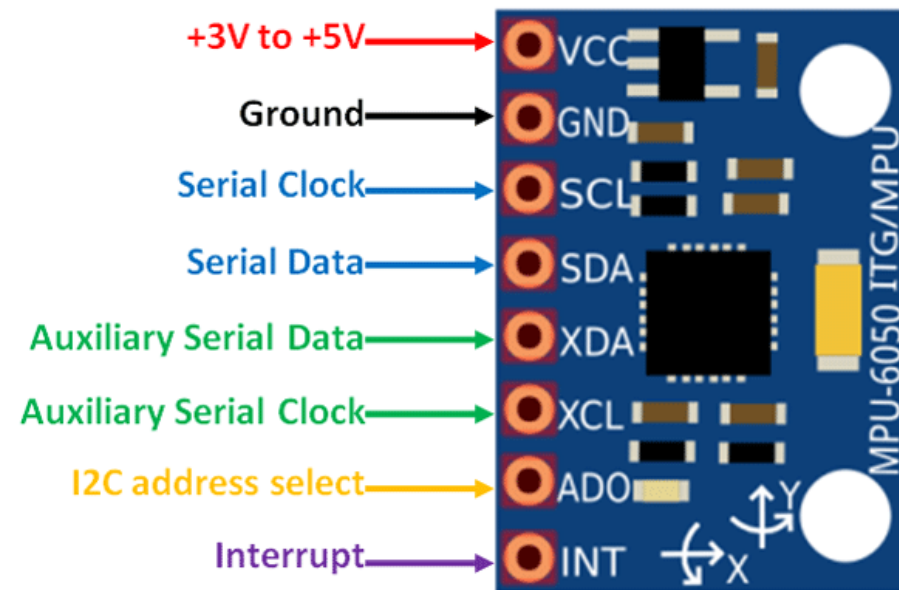 +3V to +5V
VCC
Ground
GND
Serial Clock
SCL
Serial Data
SDA
Auxiliary Serial Data
XDA
Auxiliary Serial Clock
XCL
I2C address select
ADO
Interrupt
INT
MPU-6050 ITG/MPU
Y
X